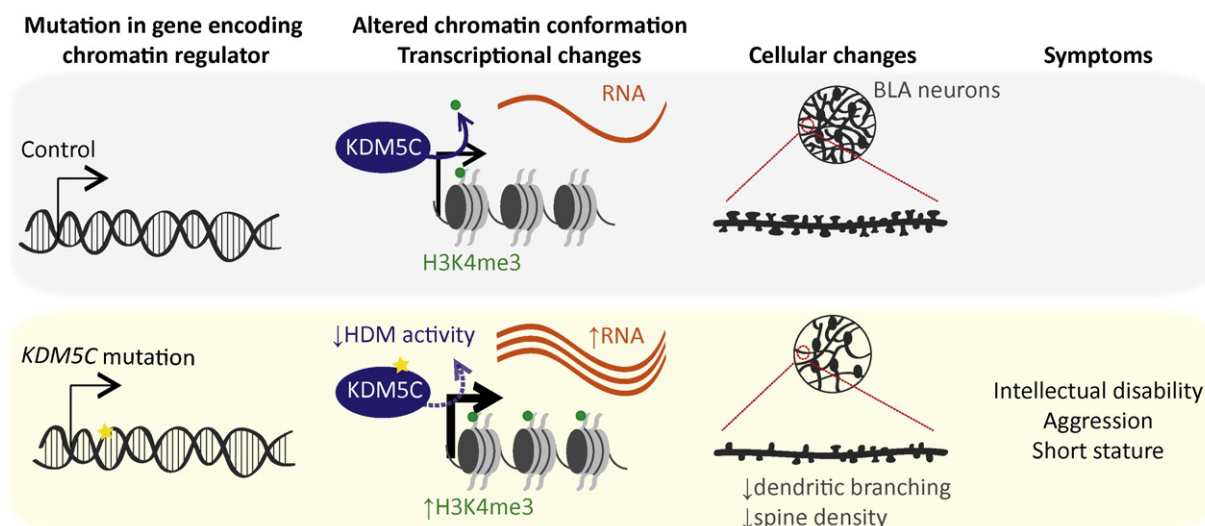 Mutation in gene encoding
chromatin regulator
Altered chromatin conformation
Transcriptional changes
Cellular changes
Symptoms
Control
KDM5C
RNA
H3K4me3
BLA neurons
KDM5C mutation
↓HDM activity
KDM5C
↑RNA
↑H3K4me3
↓dendritic branching
↓spine density
Intellectual disability
Aggression
Short stature